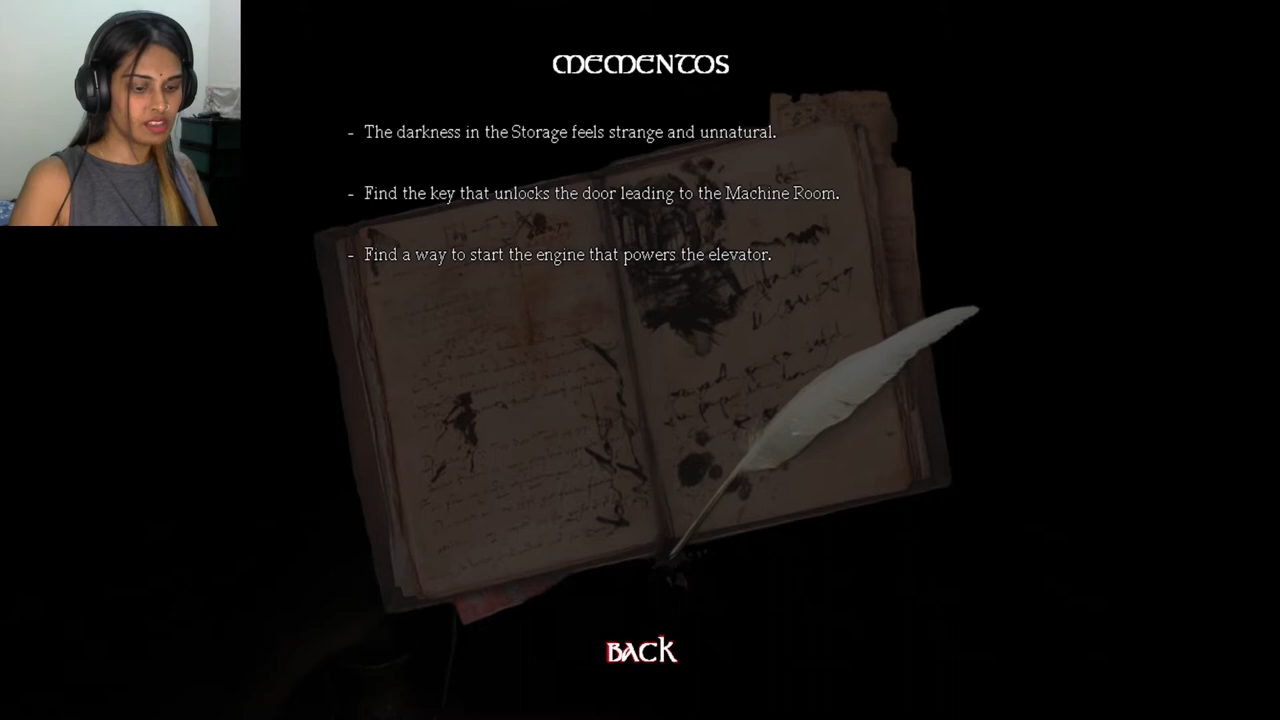 MEMENTOS
- The darkness in the Storage feels strange and unnatural.
- Find the key that unlocks the door leading to the Machine Room.
- Find a way to start the engine that powers the elevator.
BACK